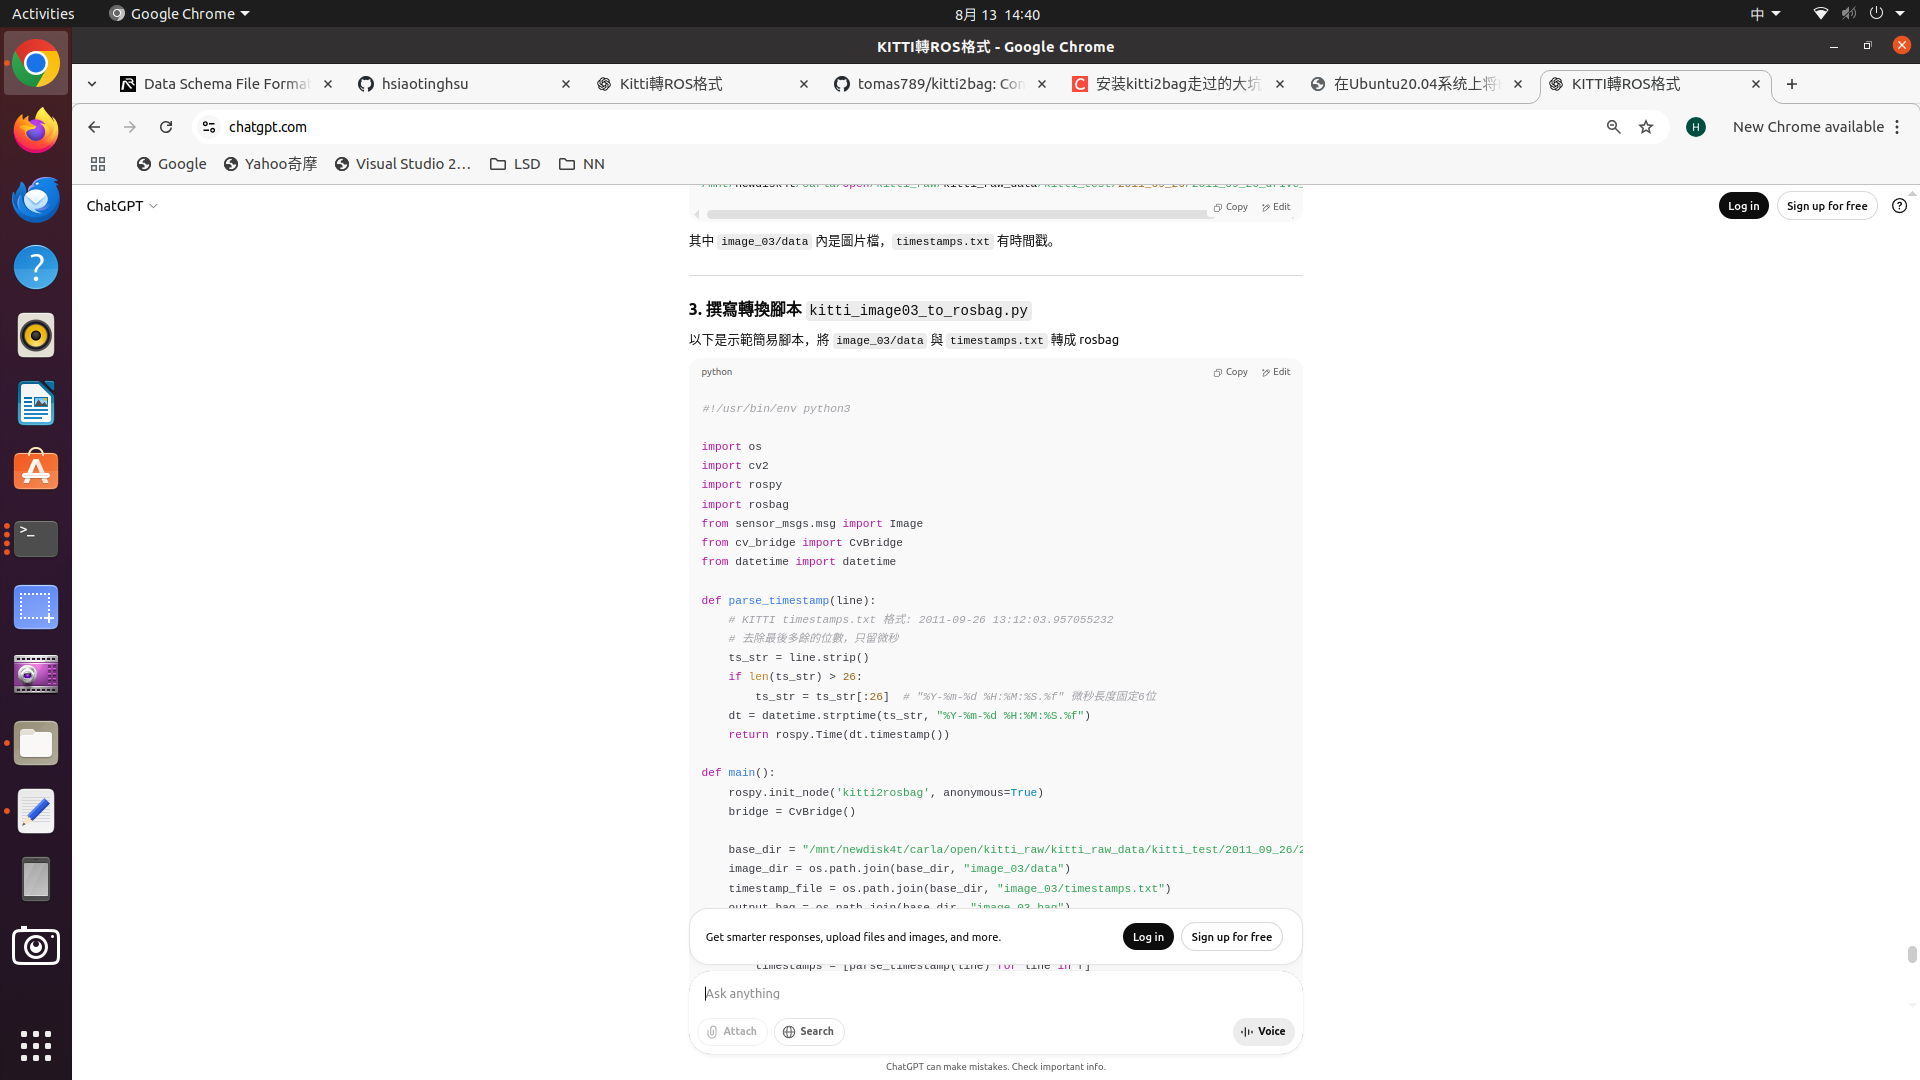 Activities
Google Chrome
8月 13 14:40
中
KITTI轉ROS格式 - Google Chrome
Data Schema File Format
hsiaotinghsu
Kitti轉ROS格式
tomas789/kitti2bag: Con
安装kitti2bag走过的大坑
在Ubuntu20.04系统上将
KITTI轉ROS格式
chatgpt.com
H
New Chrome available
Google
Yahoo奇摩
Visual Studio 2…
LSD
NN
ChatGPT
Log in
Sign up for free
/mnt/newdisk4t/carla/open/kitti_raw/kitti_raw_data/kitti_test/2011_09_26/2011_09_26_drive_
Copy
Edit
其中 image_03/data 內是圖片檔，timestamps.txt 有時間戳。
3. 撰寫轉換腳本 kitti_image03_to_rosbag.py
以下是示範簡易腳本，將 image_03/data 與 timestamps.txt 轉成 rosbag
python
Copy
Edit
#!/usr/bin/env python3
import os
import cv2
import rospy
import rosbag
from sensor_msgs.msg import Image
from cv_bridge import CvBridge
from datetime import datetime
def parse_timestamp(line):
# KITTI timestamps.txt 格式: 2011-09-26 13:12:03.957055232
# 去除最後多餘的位數，只留微秒
ts_str = line.strip()
if len(ts_str) > 26:
ts_str = ts_str[:26]  # "%Y-%m-%d %H:%M:%S.%f" 微秒長度固定6位
dt = datetime.strptime(ts_str, "%Y-%m-%d %H:%M:%S.%f")
return rospy.Time(dt.timestamp())
def main():
rospy.init_node('kitti2rosbag', anonymous=True)
bridge = CvBridge()
base_dir = "/mnt/newdisk4t/carla/open/kitti_raw/kitti_raw_data/kitti_test/2011_09_26/2
image_dir = os.path.join(base_dir, "image_03/data")
timestamp_file = os.path.join(base_dir, "image_03/timestamps.txt")
output_bag = os.path.join(base_dir, "image_03.bag")
Get smarter responses, upload files and images, and more.
Log in
Sign up for free
timestamps = [parse_timestamp(line) for line in f]
Ask anything
Attach
Search
Voice
ChatGPT can make mistakes. Check important info.